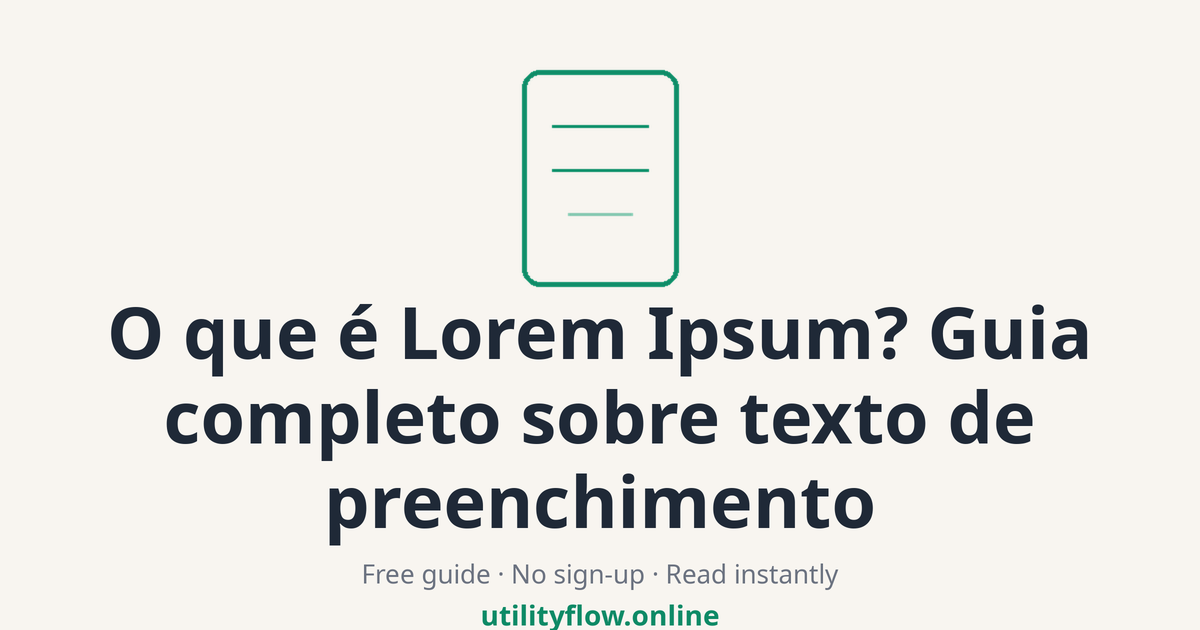 O que é Lorem Ipsum? Guia
completo sobre texto de
preenchimento
Free guide · No sign-up · Read instantly
utilityflow.online